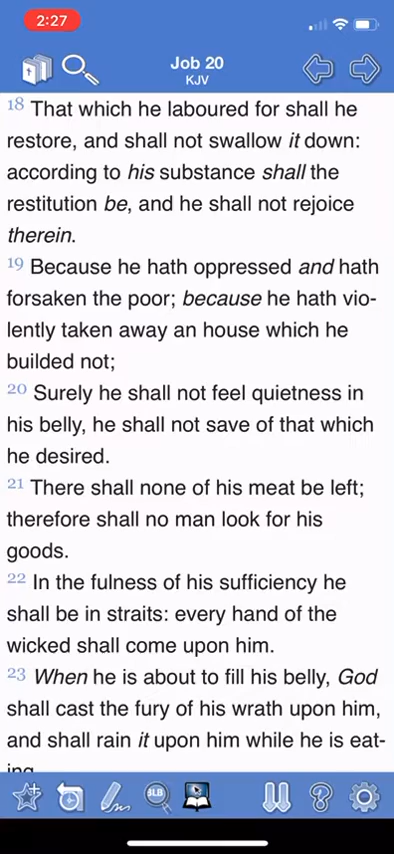 2:27
Job 20
KJV
18 That which he laboured for shall he
restore, and shall not swallow it down:
according to his substance shall the
restitution be, and he shall not rejoice
therein.
19 Because he hath oppressed and hath
forsaken the poor; because he hath vio-
lently taken away an house which he
builded not;
20 Surely he shall not feel quietness in
his belly, he shall not save of that which
he desired.
21 There shall none of his meat be left;
therefore shall no man look for his
goods.
22 In the fulness of his sufficiency he
shall be in straits: every hand of the
wicked shall come upon him.
23 When he is about to fill his belly, God
shall cast the fury of his wrath upon him,
and shall rain it upon him while he is eat-
ing
BLB